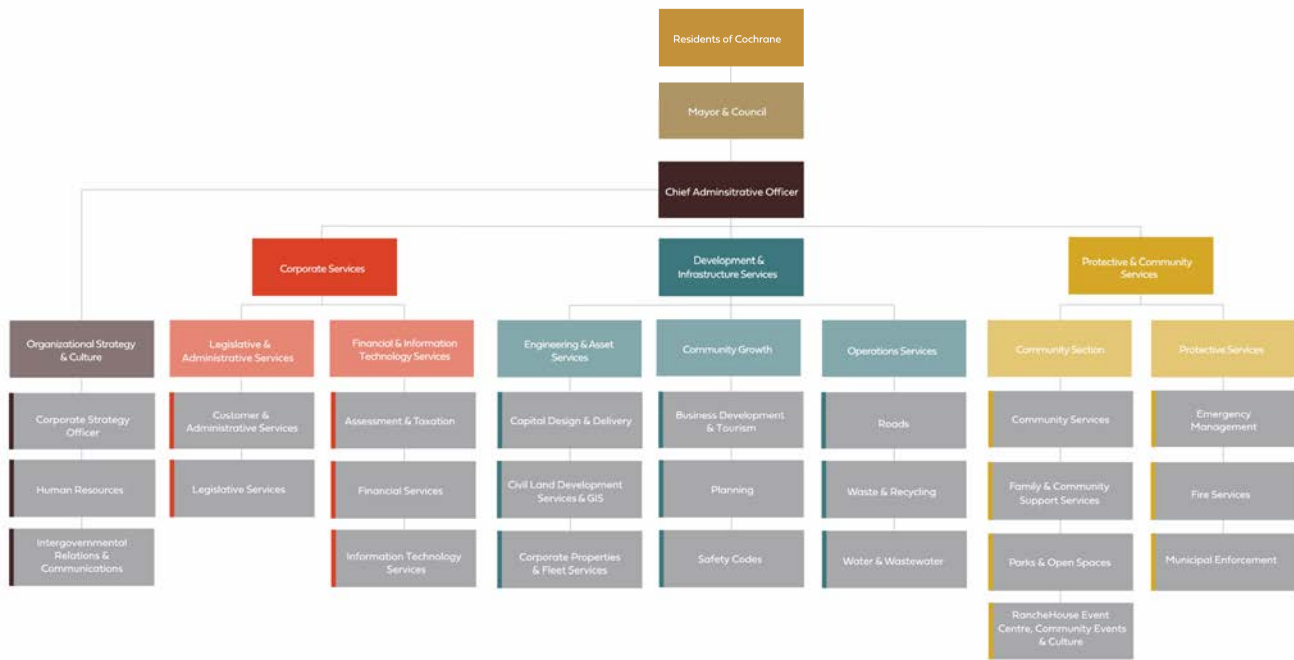 Residents of Cochrane
Mayor & Council
Chief Adminsitrative Officer
Corporate Services
Development &
Infrastructure Services
Protective & Community
Services
Organizational Strategy
& Culture
Legislative &
Administrative Services
Financial & Information
Technology Services
Engineering & Asset
Services
Community Growth
Operations Services
Community Section
Protective Services
Corporate Strategy
Officer
Customer &
Administrative Services
Assessment & Taxation
Capital Design & Delivery
Business Development
& Tourism
Roads
Community Services
Emergency
Management
Human Resources
Legislative Services
Financial Services
Civil Land Development
Services & GIS
Planning
Waste & Recycling
Family & Community
Support Services
Fire Services
Intergovernmental
Relations &
Communications
Information Technology
Services
Corporate Properties
& Fleet Services
Safety Codes
Water & Wastewater
Parks & Open Spaces
Municipal Enforcement
RancheHouse Event
Centre, Community Events
& Culture